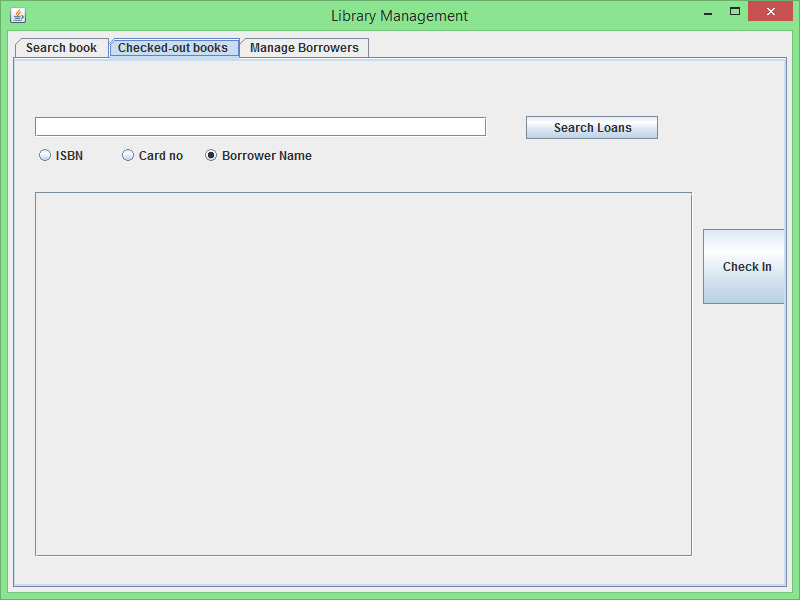 Library Management
Search book Checked-out books Manage Borrowers
Search Loans
ISBN Card no Borrower Name
Check In